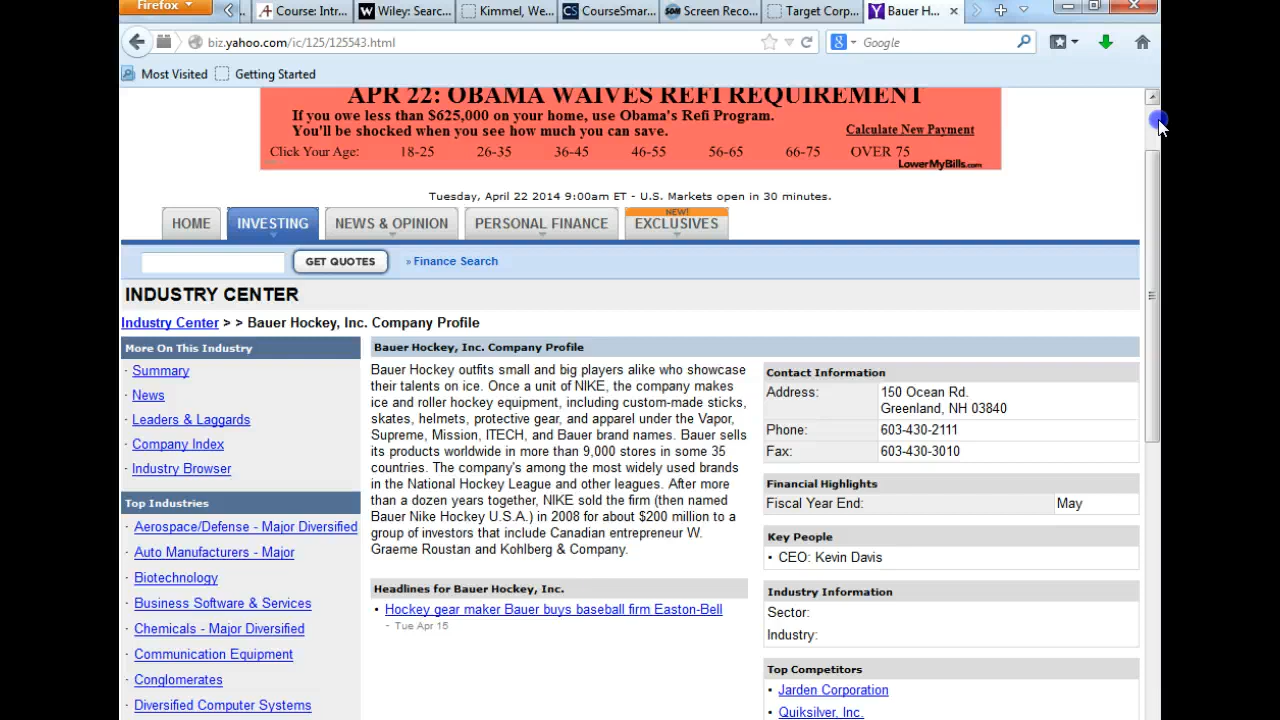 Firefox
Course: Intr...
Wiley: Searc...
Kimmel, We...
CourseSmar...
Screen Reco...
Target Corp...
Bauer H...
biz.yahoo.com/ic/125/125543.html
Google
Most Visited
Getting Started
APR 22: OBAMA WAIVES REFI REQUIREMENT
If you owe less than $625,000 on your home, use Obama's Refi Program.
You'll be shocked when you see how much you can save.
Calculate New Payment
Click Your Age: 18-25 26-35 36-45 46-55 56-65 66-75 OVER 75
LowerMyBills.com
Tuesday, April 22 2014 9:00am ET - U.S. Markets open in 30 minutes.
HOME
INVESTING
NEWS & OPINION
PERSONAL FINANCE
NEW!
EXCLUSIVES
GET QUOTES
» Finance Search
INDUSTRY CENTER
Industry Center > > Bauer Hockey, Inc. Company Profile
More On This Industry
· Summary
· News
· Leaders & Laggards
· Company Index
· Industry Browser
Top Industries
· Aerospace/Defense - Major Diversified
· Auto Manufacturers - Major
· Biotechnology
· Business Software & Services
· Chemicals - Major Diversified
· Communication Equipment
· Conglomerates
· Diversified Computer Systems
Bauer Hockey, Inc. Company Profile
Bauer Hockey outfits small and big players alike who showcase
their talents on ice. Once a unit of NIKE, the company makes
ice and roller hockey equipment, including custom-made sticks,
skates, helmets, protective gear, and apparel under the Vapor,
Supreme, Mission, ITECH, and Bauer brand names. Bauer sells
its products worldwide in more than 9,000 stores in some 35
countries. The company's among the most widely used brands
in the National Hockey League and other leagues. After more
than a dozen years together, NIKE sold the firm (then named
Bauer Nike Hockey U.S.A.) in 2008 for about $200 million to a
group of investors that include Canadian entrepreneur W.
Graeme Roustan and Kohlberg & Company.
Headlines for Bauer Hockey, Inc.
• Hockey gear maker Bauer buys baseball firm Easton-Bell
- Tue Apr 15
Contact Information
Address: 150 Ocean Rd.
Greenland, NH 03840
Phone: 603-430-2111
Fax: 603-430-3010
Financial Highlights
Fiscal Year End: May
Key People
• CEO: Kevin Davis
Industry Information
Sector:
Industry:
Top Competitors
• Jarden Corporation
• Quiksilver, Inc.